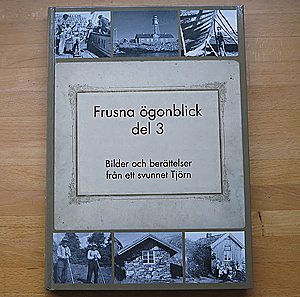 Frusna ögonblick
del 3
Bilder och berättelser
från ett svunnet Tjörn